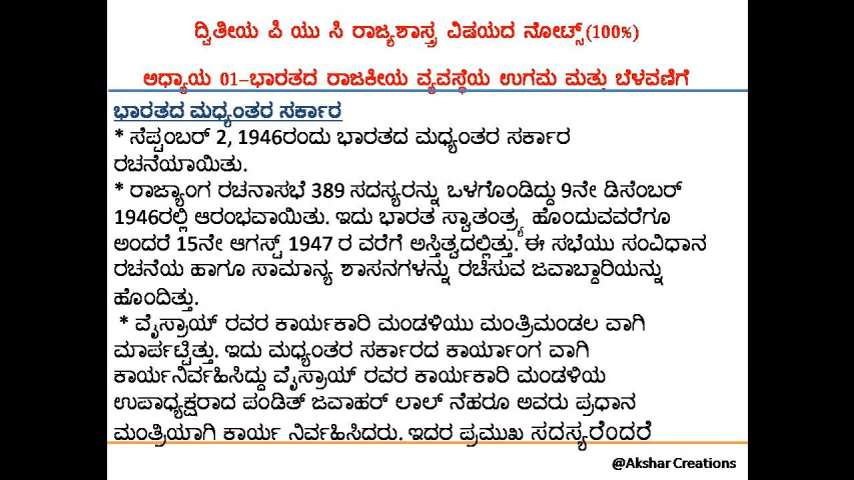 ದ್ವಿತೀಯ ಪಿ ಯು ಸಿ ರಾಜ್ಯಶಾಸ್ತ್ರ ವಿಷಯದ ನೋಟ್ಸ್(100%)
ಅಧ್ಯಾಯ 01–ಭಾರತದ ರಾಜಕೀಯ ವ್ಯವಸ್ಥೆಯ ಉಗಮ ಮತ್ತು ಬೆಳವಣಿಗೆ
ಭಾರತದ ಮಧ್ಯಂತರ ಸರ್ಕಾರ
* ಸೆಪ್ಟಂಬರ್ 2, 1946ರಂದು ಭಾರತದ ಮಧ್ಯಂತರ ಸರ್ಕಾರ
ರಚನೆಯಾಯಿತು.
* ರಾಜ್ಯಾಂಗ ರಚನಾಸಭೆ 389 ಸದಸ್ಯರನ್ನು ಒಳಗೊಂಡಿದ್ದು 9ನೇ ಡಿಸೆಂಬರ್
1946ರಲ್ಲಿ ಆರಂಭವಾಯಿತು. ಇದು ಭಾರತ ಸ್ವಾತಂತ್ರ್ಯ ಹೊಂದುವವರೆಗೂ
ಅಂದರೆ 15ನೇ ಆಗಸ್ಟ್ 1947 ರ ವರೆಗೆ ಅಸ್ತಿತ್ವದಲ್ಲಿತ್ತು. ಈ ಸಭೆಯು ಸಂವಿಧಾನ
ರಚನೆಯ ಹಾಗೂ ಸಾಮಾನ್ಯ ಶಾಸನಗಳನ್ನು ರಚಿಸುವ ಜವಾಬ್ದಾರಿಯನ್ನು
ಹೊಂದಿತ್ತು.
* ವೈಸ್ರಾಯ್ ರವರ ಕಾರ್ಯಕಾರಿ ಮಂಡಳಿಯು ಮಂತ್ರಿಮಂಡಲ ವಾಗಿ
ಮಾರ್ಪಟ್ಟಿತ್ತು. ಇದು ಮಧ್ಯಂತರ ಸರ್ಕಾರದ ಕಾರ್ಯಾಂಗ ವಾಗಿ
ಕಾರ್ಯನಿರ್ವಹಿಸಿದ್ದು ವೈಸ್ರಾಯ್ ರವರ ಕಾರ್ಯಕಾರಿ ಮಂಡಳಿಯ
ಉಪಾಧ್ಯಕ್ಷರಾದ ಪಂಡಿತ್ ಜವಾಹರ್ ಲಾಲ್ ನೆಹರೂ ಅವರು ಪ್ರಧಾನ
ಮಂತ್ರಿಯಾಗಿ ಕಾರ್ಯ ನಿರ್ವಹಿಸಿದರು. ಇದರ ಪ್ರಮುಖ ಸದಸ್ಯರೆಂದರೆ
@Akshar Creations